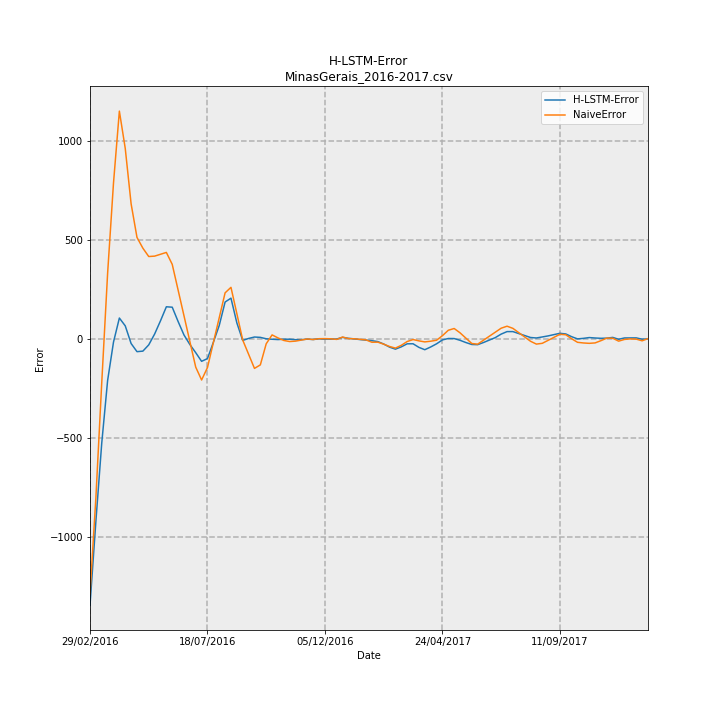 H-LSTM-Error
MinasGerais_2016-2017.csv
H-LSTM-Error
NaiveError
1000
500
0
−500
−1000
Error
29/02/2016 18/07/2016 05/12/2016 24/04/2017 11/09/2017
Date